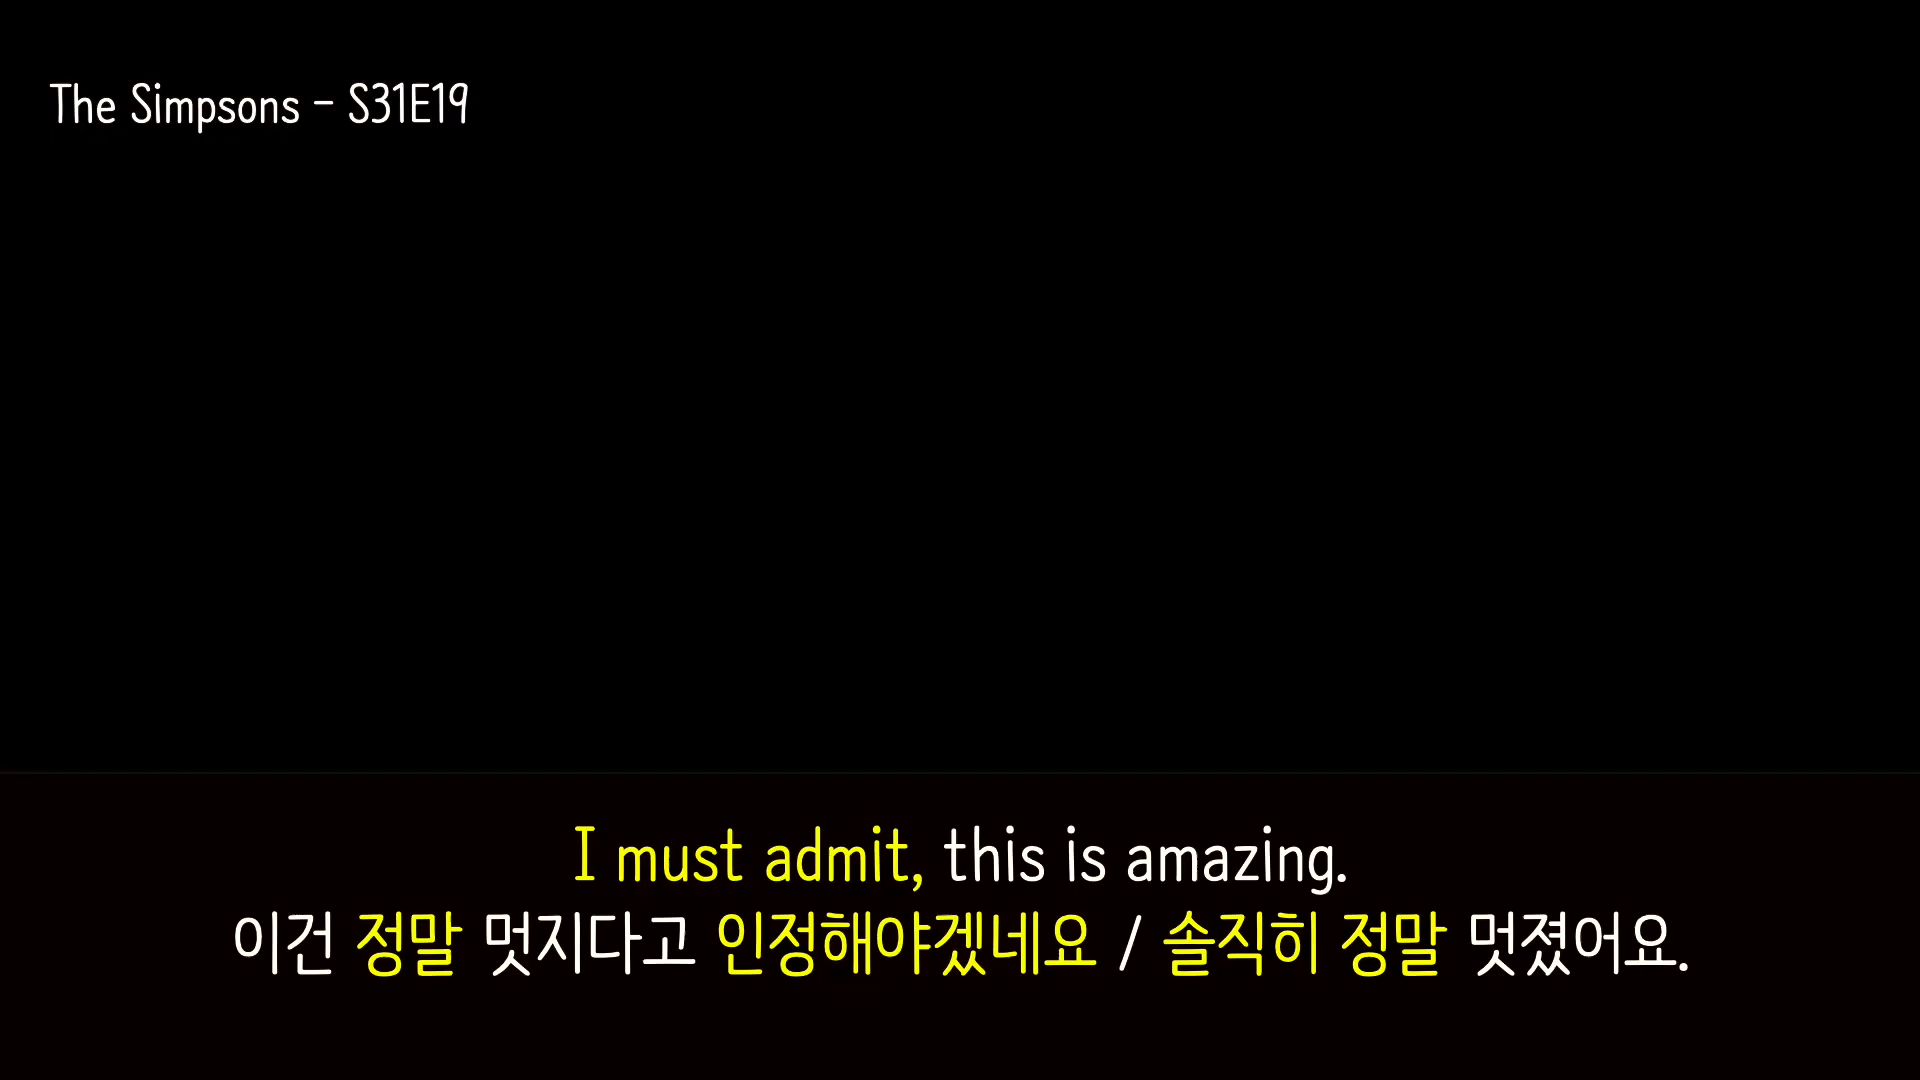 The Simpsons - S31E19
I must admit, this is amazing.
이건 정말 멋지다고 인정해야겠네요 / 솔직히 정말 멋졌어요.